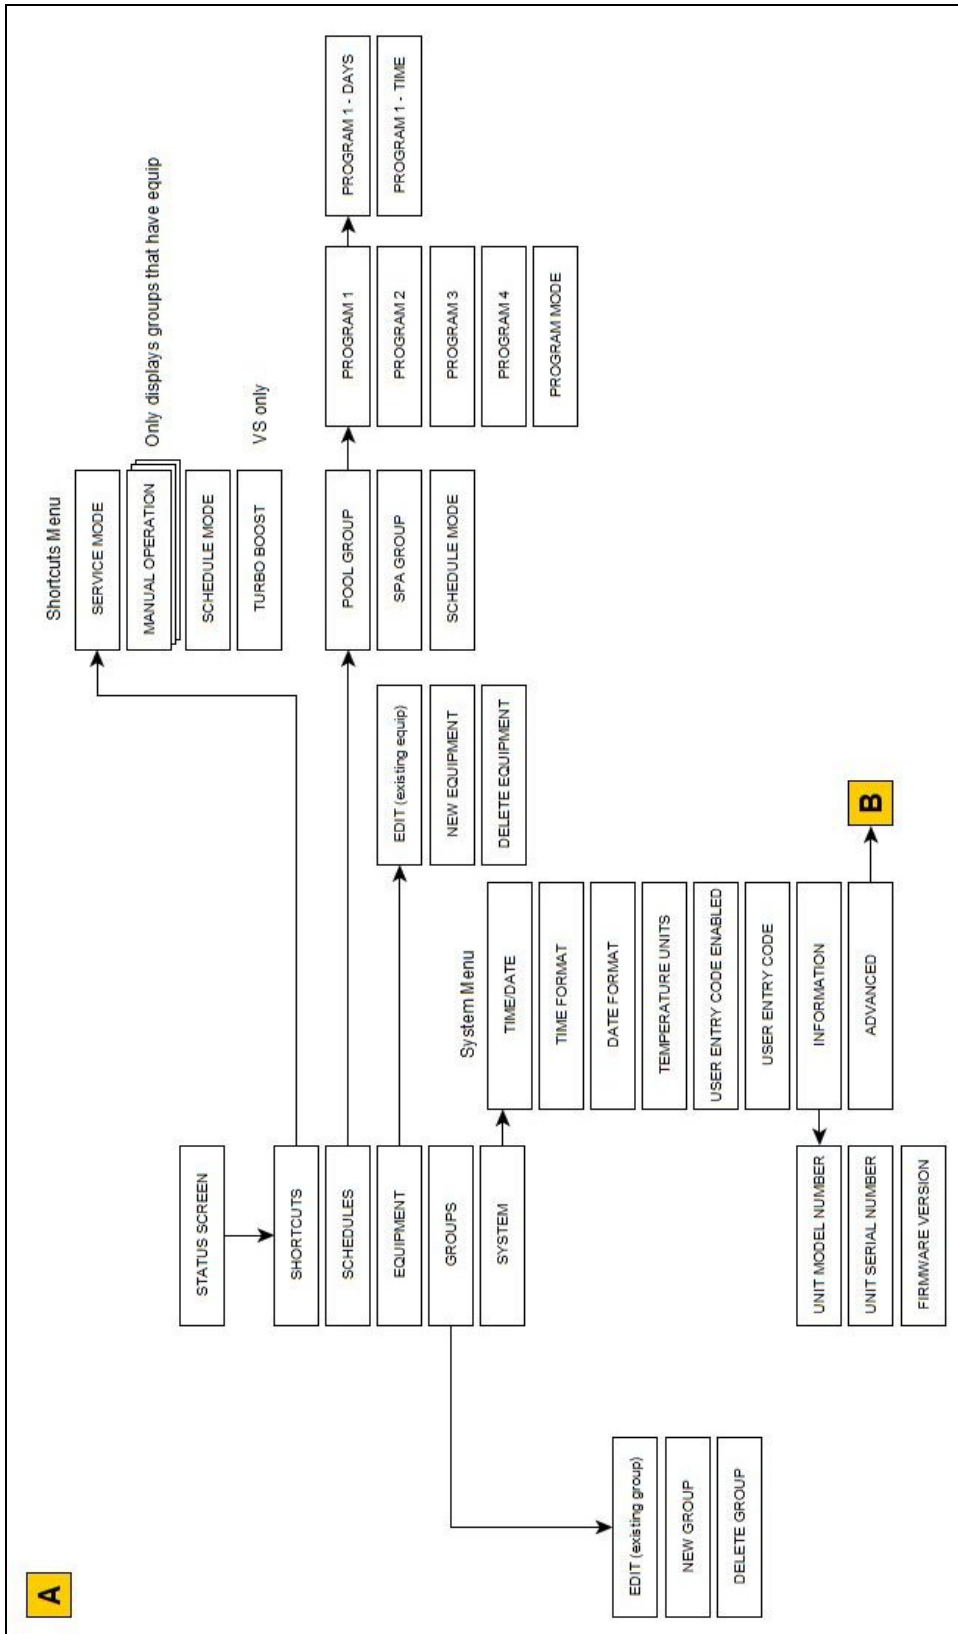 A
STATUS SCREEN
SHORTCUTS
SCHEDULES
EQUIPMENT
GROUPS
SYSTEM
Shortcuts Menu
SERVICE MODE
MANUAL OPERATION
Only displays groups that have equip
SCHEDULE MODE
TURBO BOOST
VS only
POOL GROUP
SPA GROUP
SCHEDULE MODE
PROGRAM 1
PROGRAM 2
PROGRAM 3
PROGRAM 4
PROGRAM MODE
PROGRAM 1 - DAYS
PROGRAM 1 - TIME
EDIT (existing equip)
NEW EQUIPMENT
DELETE EQUIPMENT
System Menu
TIME/DATE
TIME FORMAT
DATE FORMAT
TEMPERATURE UNITS
USER ENTRY CODE ENABLED
USER ENTRY CODE
INFORMATION
ADVANCED
B
UNIT MODEL NUMBER
UNIT SERIAL NUMBER
FIRMWARE VERSION
EDIT (existing group)
NEW GROUP
DELETE GROUP